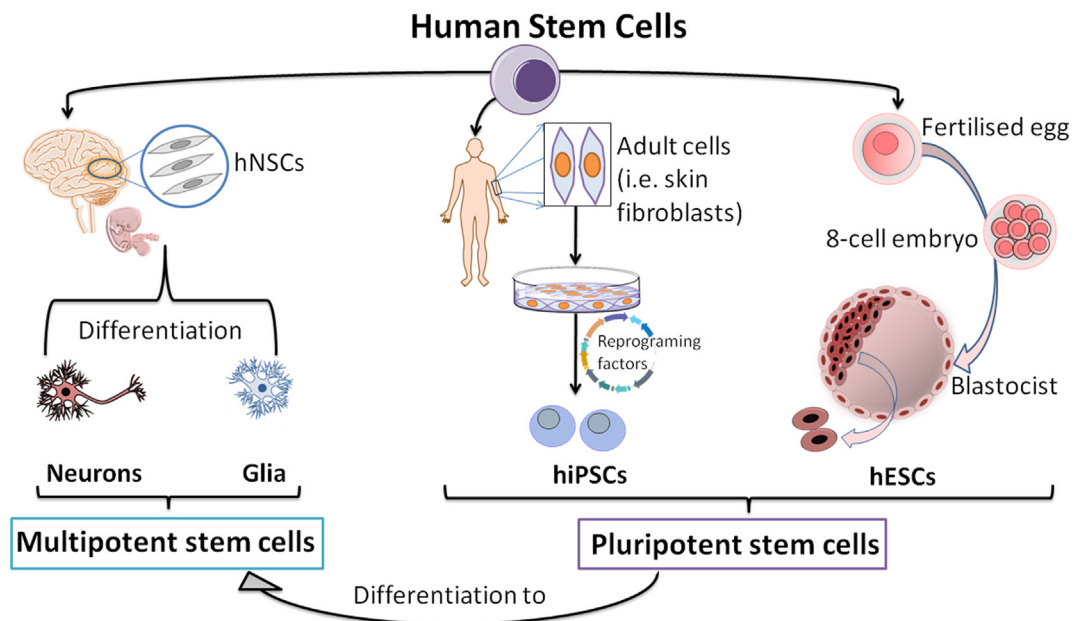 Human Stem Cells
hNSCs
Adult cells
(i.e. skin
fibroblasts)
Fertilised egg
8-cell embryo
Differentiation
Reprograming
factors
Blastocist
Neurons
Glia
hiPSCs
hESCs
Multipotent stem cells
Pluripotent stem cells
Differentiation to